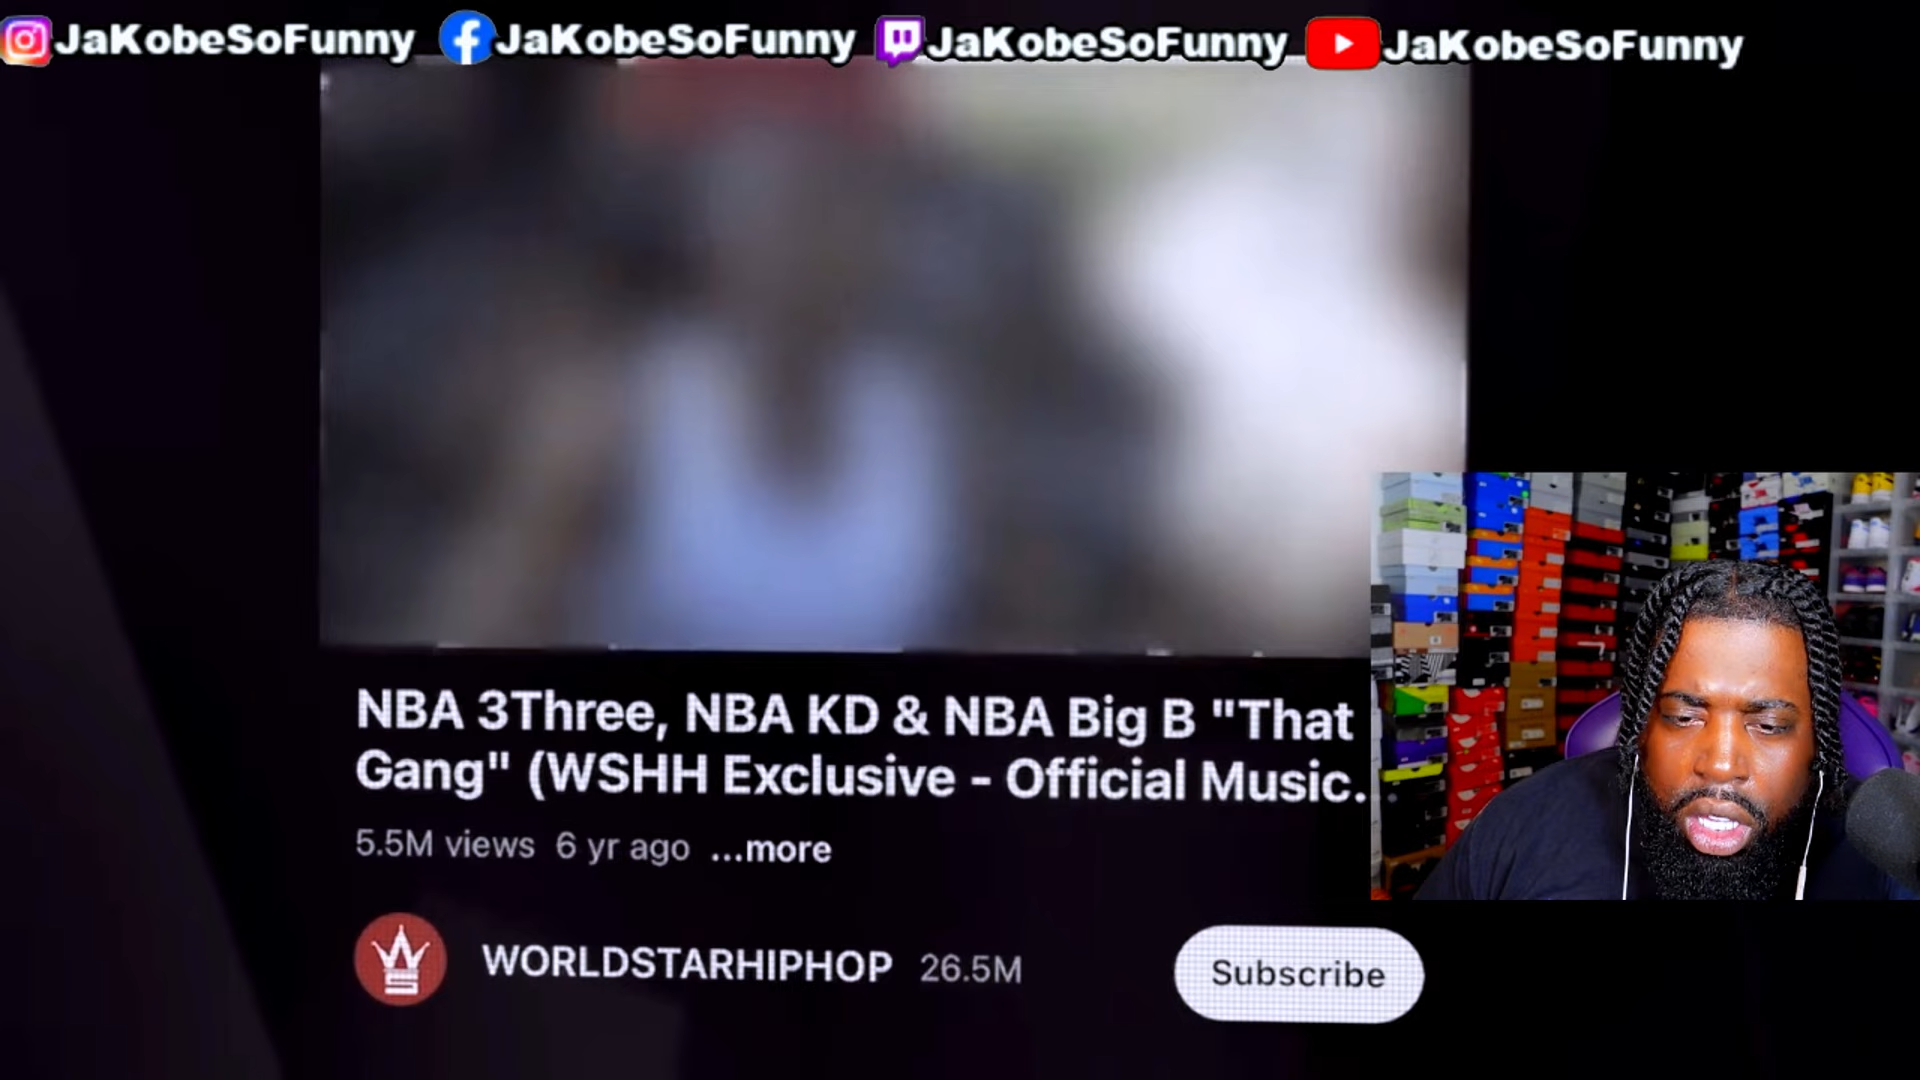 JaKobeSoFunny JaKobeSoFunny JaKobeSoFunny JaKobeSoFunny
NBA 3Three, NBA KD & NBA Big B "That
Gang" (WSHH Exclusive - Official Music.
5.5M views 6 yr ago ...more
WORLDSTARHIPHOP 26.5M
Subscribe